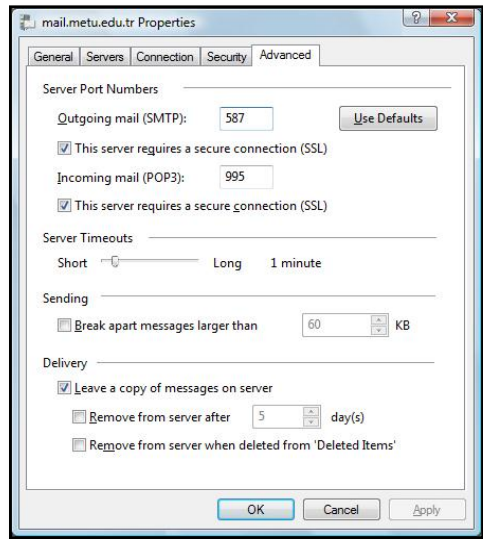 mail.metu.edu.tr Properties
General Servers Connection Security Advanced
Server Port Numbers
Outgoing mail (SMTP): 587 Use Defaults
This server requires a secure connection (SSL)
Incoming mail (POP3): 995
This server requires a secure connection (SSL)
Server Timeouts
Short Long 1 minute
Sending
Break apart messages larger than 60 KB
Delivery
Leave a copy of messages on server
Remove from server after 5 day(s)
Remove from server when deleted from 'Deleted Items'
OK Cancel Apply